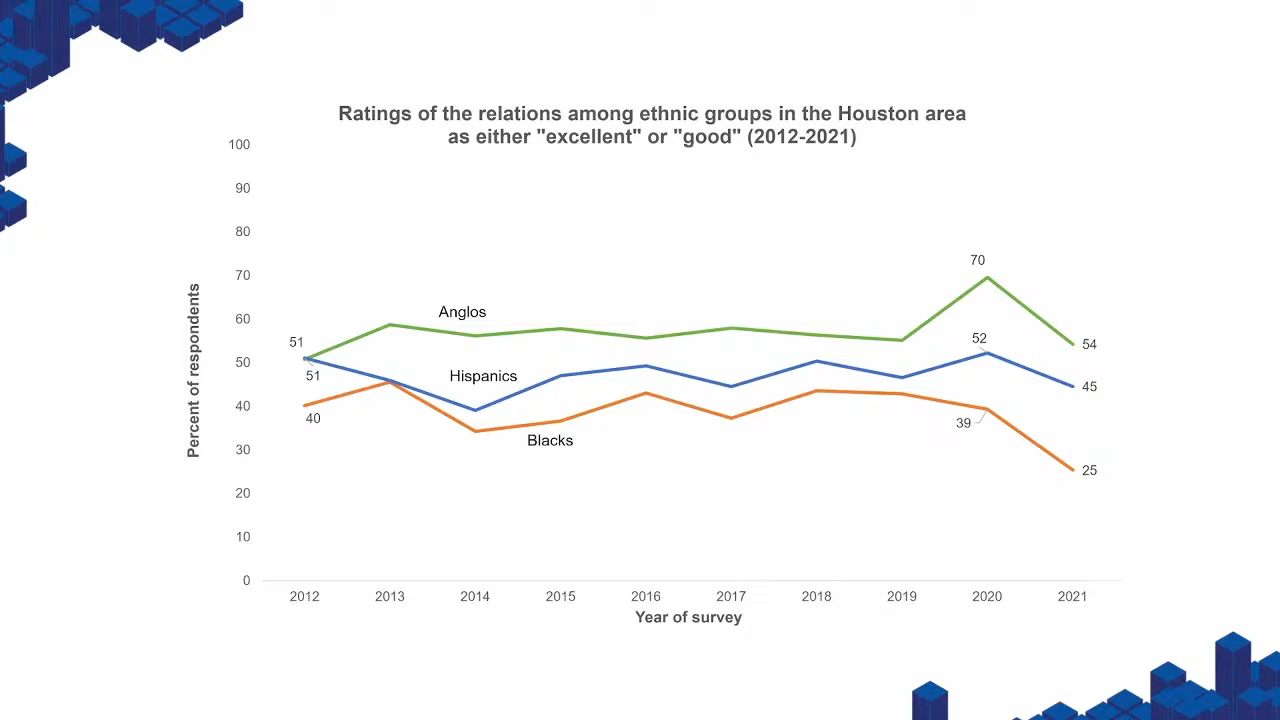 Ratings of the relations among ethnic groups in the Houston area
as either "excellent" or "good" (2012-2021)
100
90
80
70
60
50
40
30
20
10
0
Percent of respondents
Anglos
Hispanics
Blacks
51
51
40
70
52
39
54
45
25
2012 2013 2014 2015 2016 2017 2018 2019 2020 2021
Year of survey